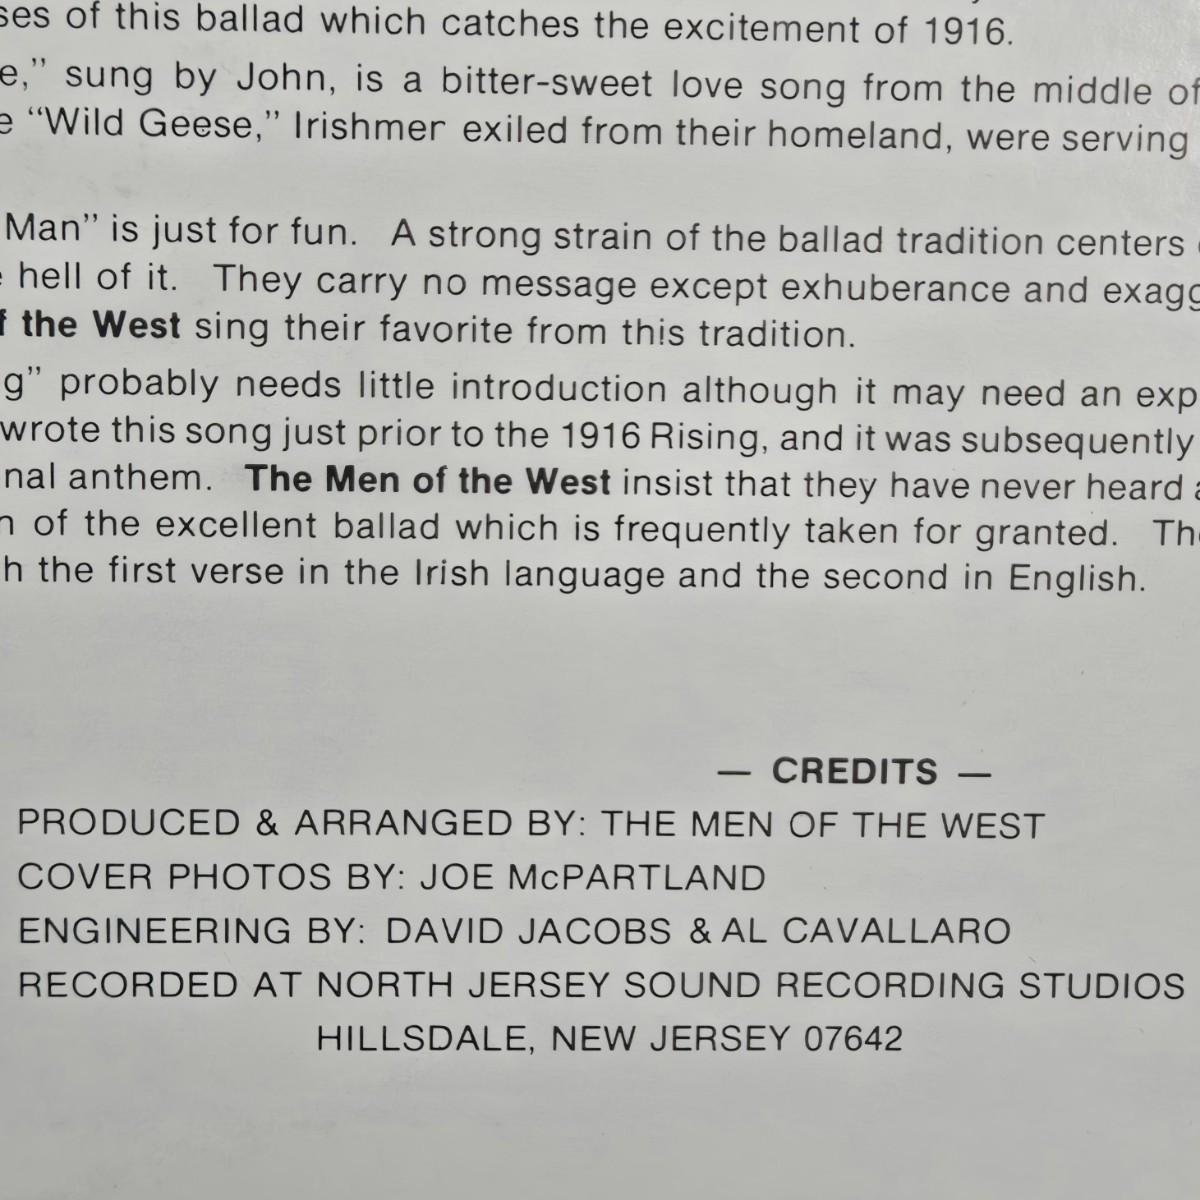 ses of this ballad which catches the excitement of 1916.
e," sung by John, is a bitter-sweet love song from the middle of
e "Wild Geese," Irishmer exiled from their homeland, were serving
Man" is just for fun. A strong strain of the ballad tradition centers
hell of it. They carry no message except exhuberance and exagg
f the West sing their favorite from this tradition.
g" probably needs little introduction although it may need an exp
wrote this song just prior to the 1916 Rising, and it was subsequently
nal anthem. The Men of the West insist that they have never heard a
n of the excellent ballad which is frequently taken for granted. The
h the first verse in the Irish language and the second in English.
— CREDITS —
PRODUCED & ARRANGED BY: THE MEN OF THE WEST
COVER PHOTOS BY: JOE McPARTLAND
ENGINEERING BY: DAVID JACOBS & AL CAVALLARO
RECORDED AT NORTH JERSEY SOUND RECORDING STUDIOS
HILLSDALE, NEW JERSEY 07642